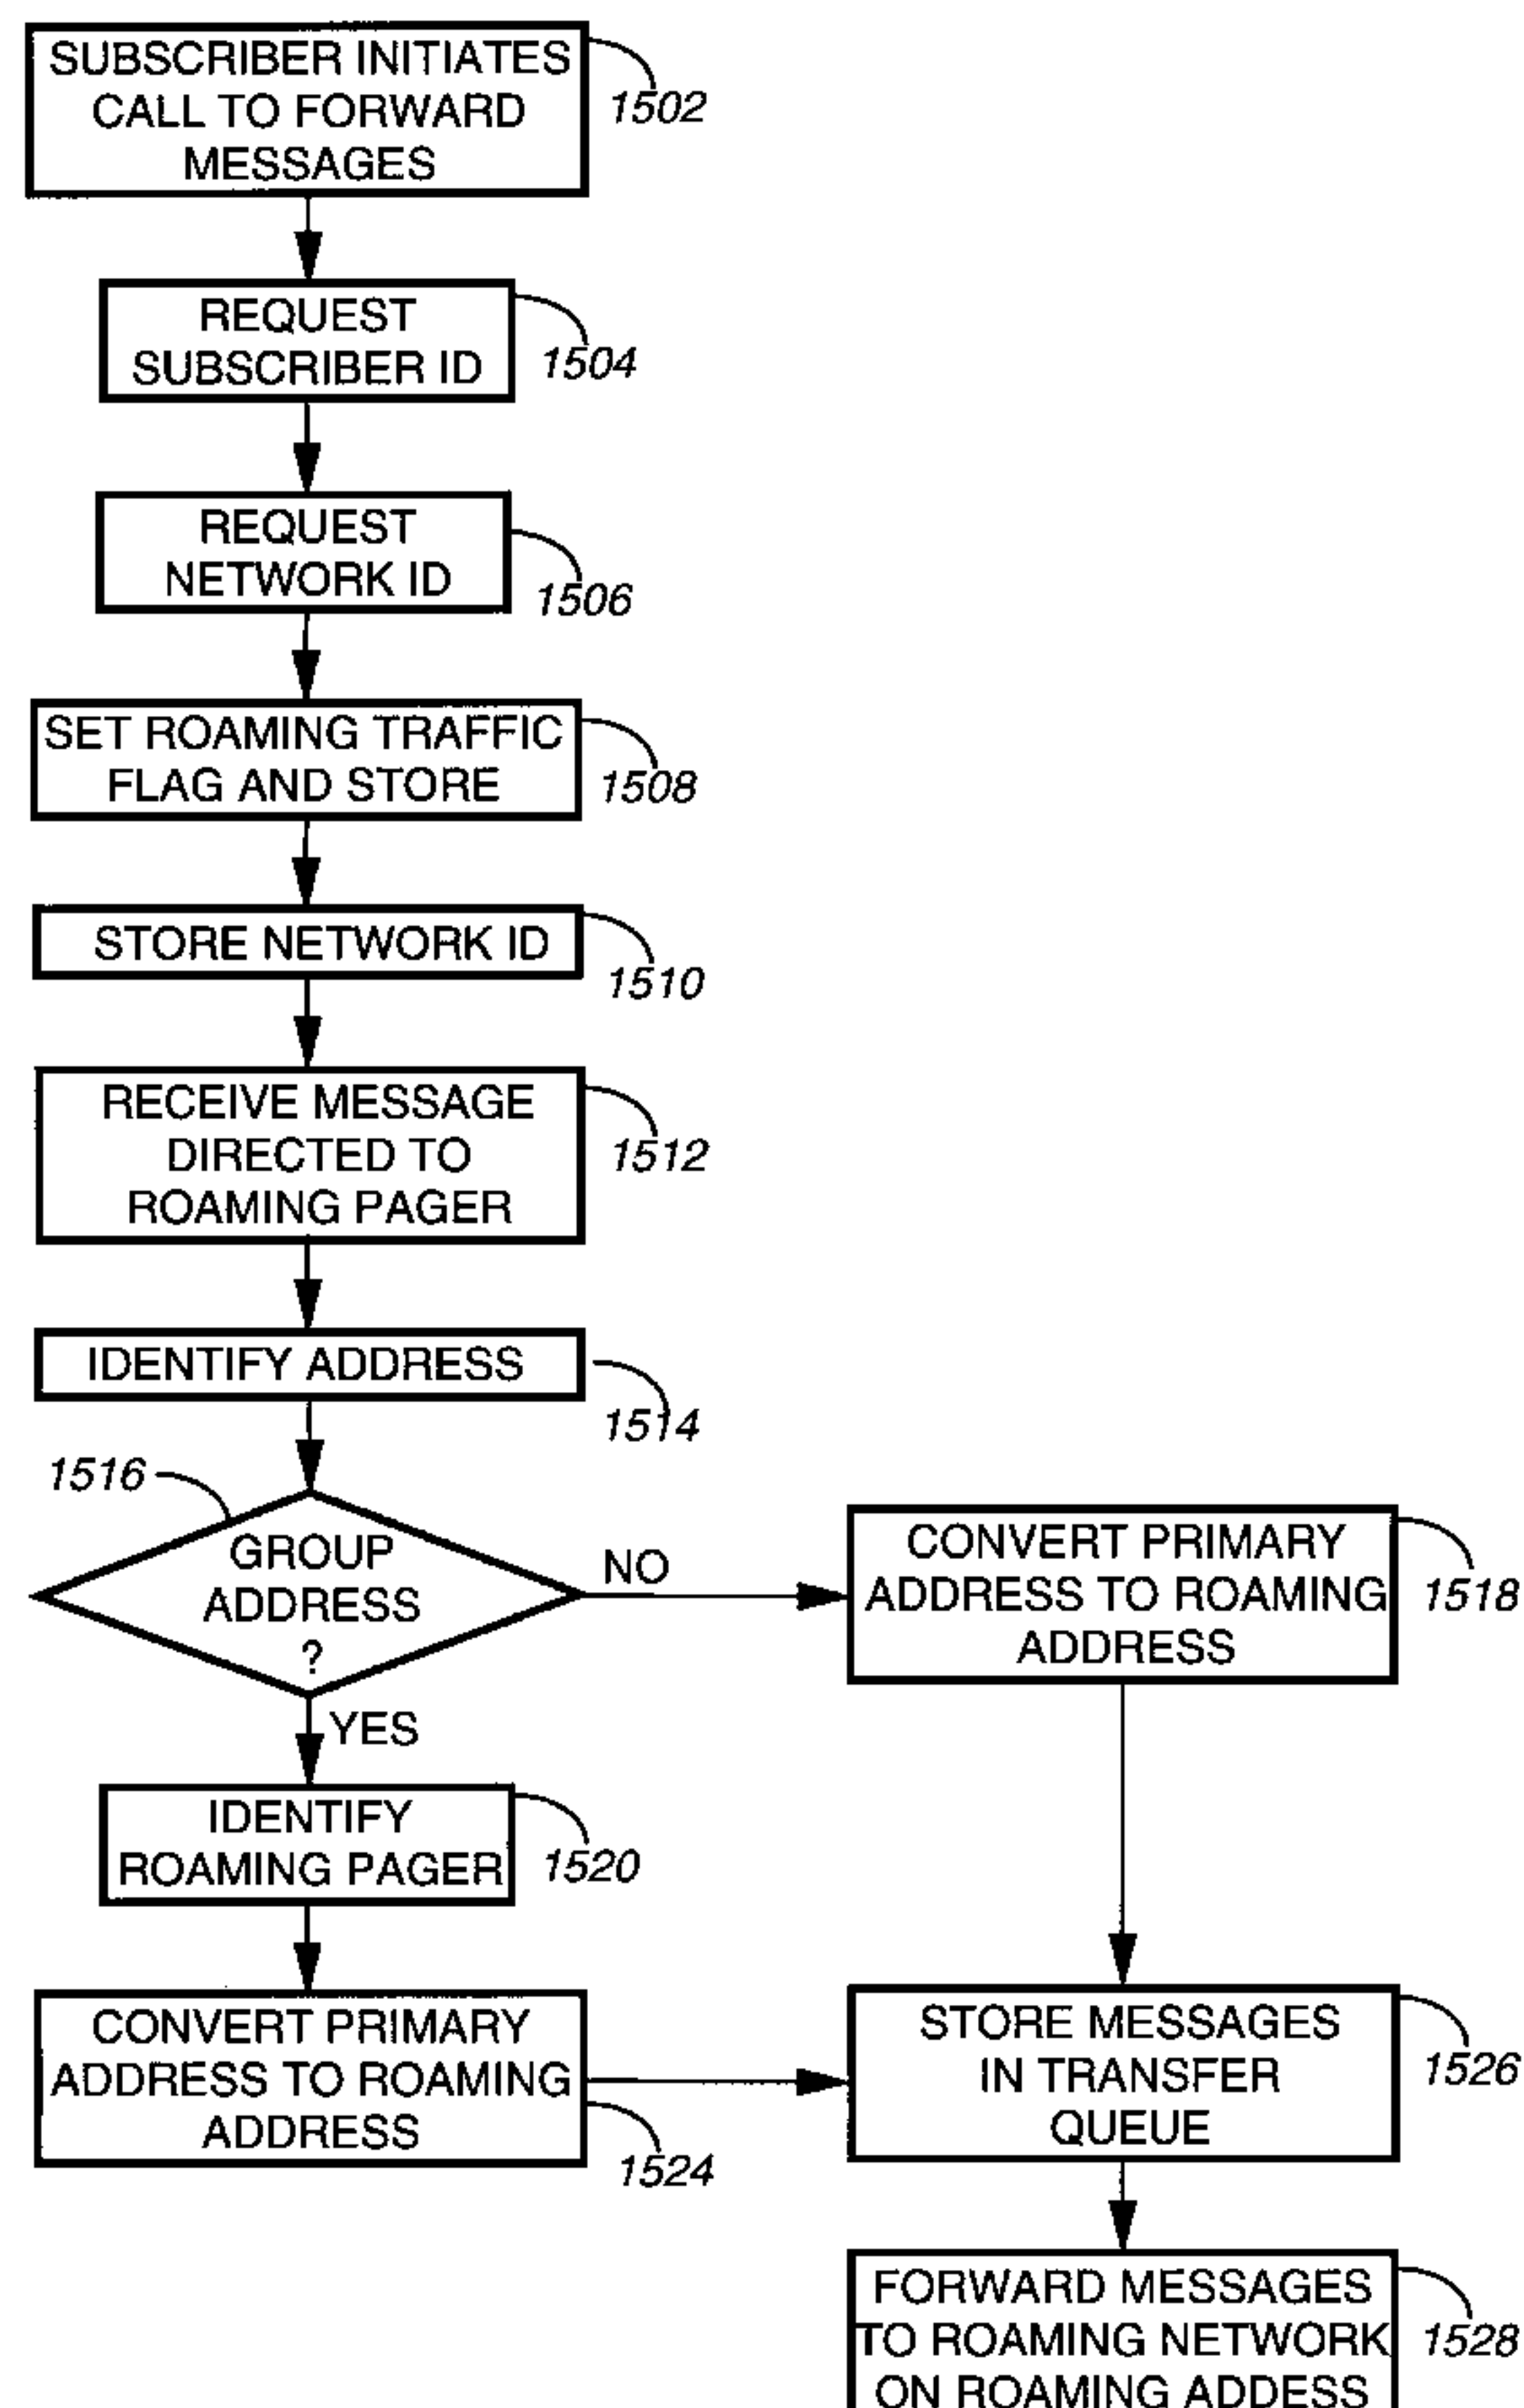 SUBSCRIBER INITIATES
CALL TO FORWARD
MESSAGES
1502
REQUEST
SUBSCRIBER ID
1504
REQUEST
NETWORK ID
1506
SET ROAMING TRAFFIC
FLAG AND STORE
1508
STORE NETWORK ID
1510
RECEIVE MESSAGE
DIRECTED TO
ROAMING PAGER
1512
IDENTIFY ADDRESS
1514
1516
GROUP
ADDRESS
?
NO
YES
CONVERT PRIMARY
ADDRESS TO ROAMING
ADDRESS
1518
IDENTIFY
ROAMING PAGER
1520
CONVERT PRIMARY
ADDRESS TO ROAMING
ADDRESS
1524
STORE MESSAGES
IN TRANSFER
QUEUE
1526
FORWARD MESSAGES
TO ROAMING NETWORK
ON ROAMING ADDESS
1528